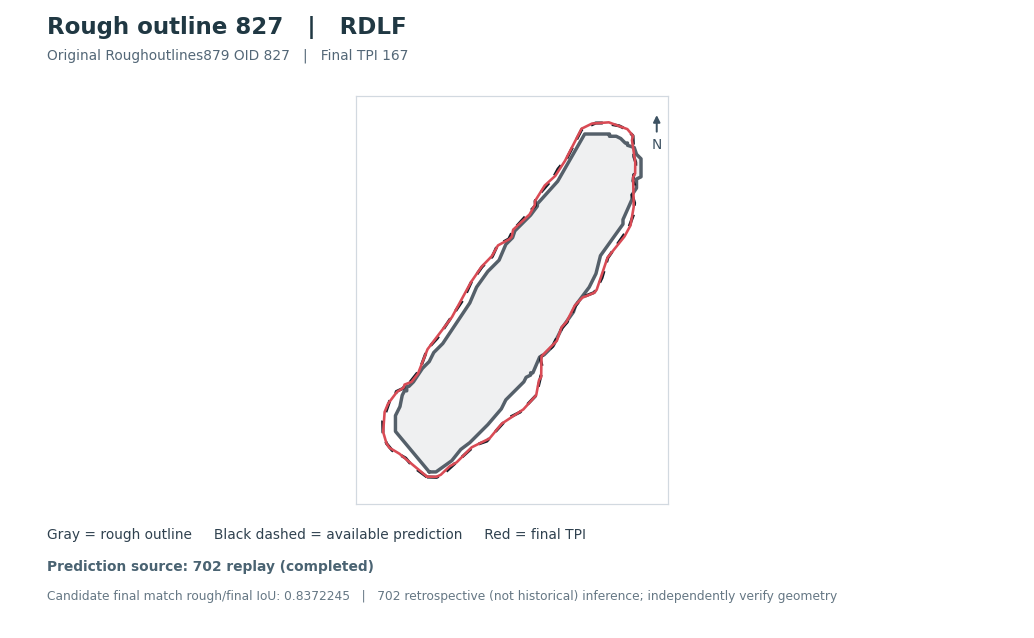 Rough outline 827   |   RDLF
Original Roughoutlines879 OID 827   |   Final TPI 167
N
Gray = rough outline     Black dashed = available prediction     Red = final TPI
Prediction source: 702 replay (completed)
Candidate final match rough/final IoU: 0.8372245   |   702 retrospective (not historical) inference; independently verify geometry